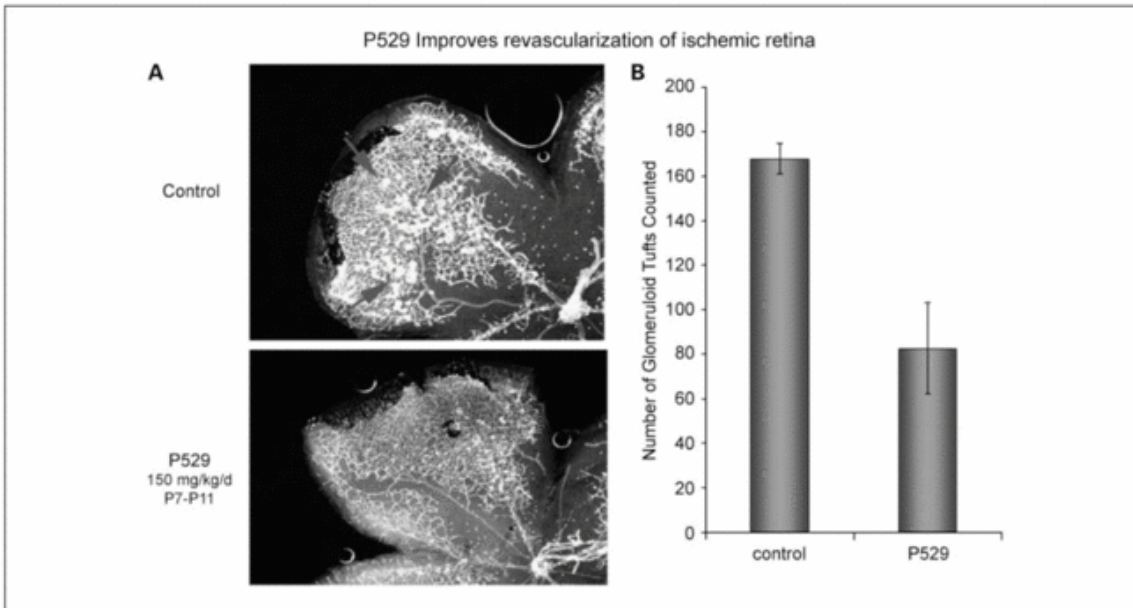 P529 Improves revascularization of ischemic retina
A
Control
P529
150 mg/kg/d
P7-P11
B
Number of Glomeruloid Tufts Counted
200
180
160
140
120
100
80
60
40
20
0
control
P529